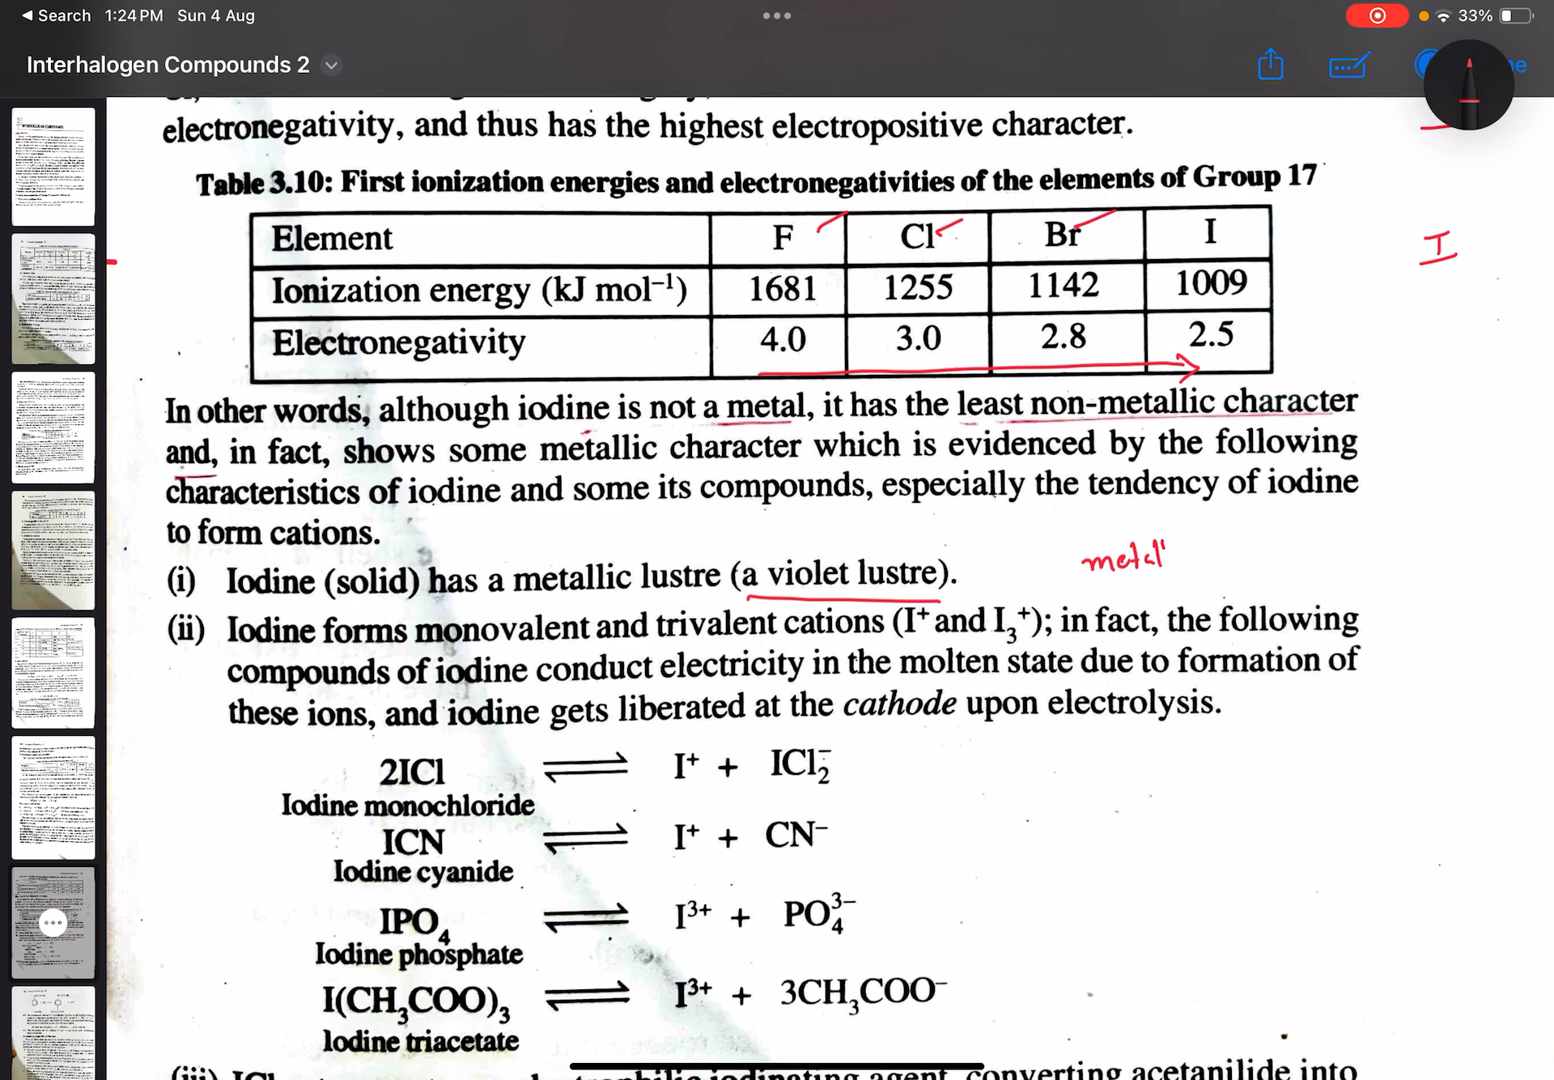 Search 1:24 PM Sun 4 Aug
33%
Interhalogen Compounds 2
electronegativity, and thus has the highest electropositive character.
Table 3.10: First ionization energies and electronegativities of the elements of Group 17
Element F Cl Br I
I
Ionization energy (kJ mol⁻¹) 1681 1255 1142 1009
Electronegativity 4.0 3.0 2.8 2.5
In other words, although iodine is not a metal, it has the least non-metallic character
and, in fact, shows some metallic character which is evidenced by the following
characteristics of iodine and some its compounds, especially the tendency of iodine
to form cations.
metal
(i) Iodine (solid) has a metallic lustre (a violet lustre).
(ii) Iodine forms monovalent and trivalent cations (I⁺ and I₃⁺); in fact, the following
compounds of iodine conduct electricity in the molten state due to formation of
these ions, and iodine gets liberated at the cathode upon electrolysis.
2ICl ⇌ I⁺ + ICl₂⁻
Iodine monochloride
ICN ⇌ I⁺ + CN⁻
Iodine cyanide
IPO₄ ⇌ I³⁺ + PO₄³⁻
Iodine phosphate
I(CH₃COO)₃ ⇌ I³⁺ + 3CH₃COO⁻
Iodine triacetate
iodinating agent, converting acetanilide into